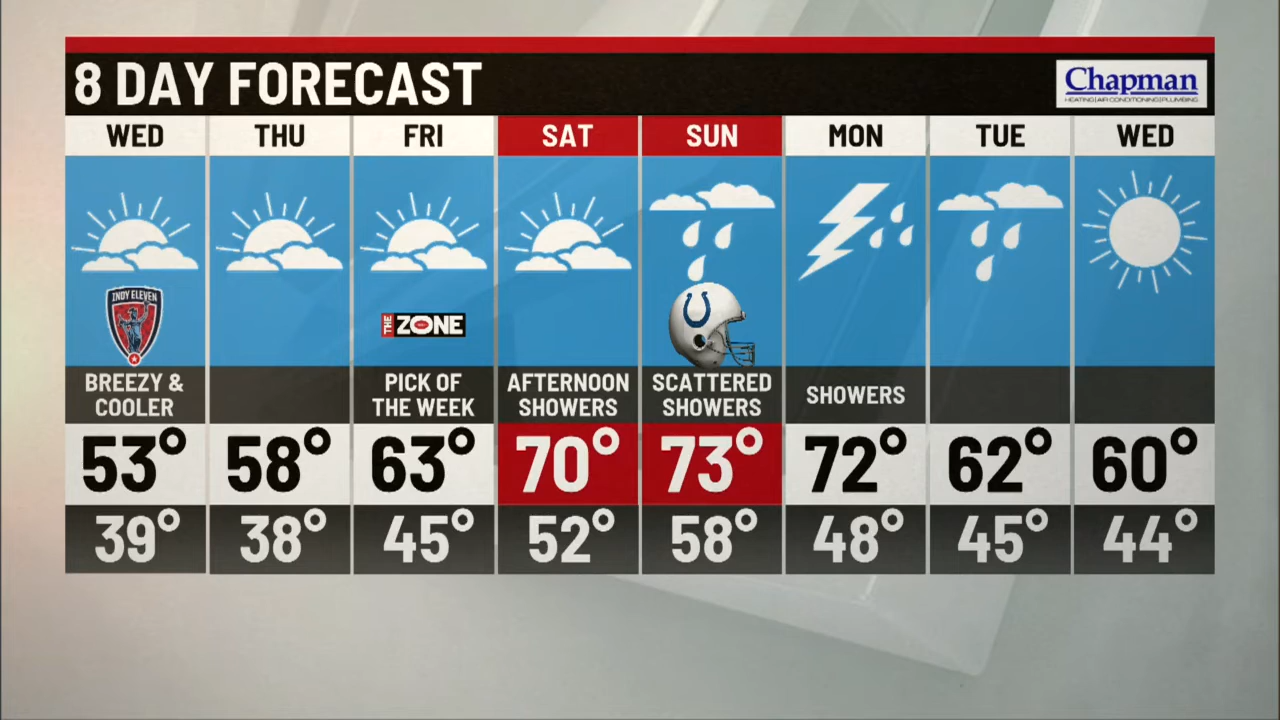 8 DAY FORECAST
Chapman
HEATING|AIR CONDITIONING|PLUMBING
WED THU FRI SAT SUN MON TUE WED
INDY ELEVEN
THE ZONE
BREEZY & COOLER
PICK OF THE WEEK
AFTERNOON SHOWERS
SCATTERED SHOWERS
SHOWERS
53° 58° 63° 70° 73° 72° 62° 60°
39° 38° 45° 52° 58° 48° 45° 44°